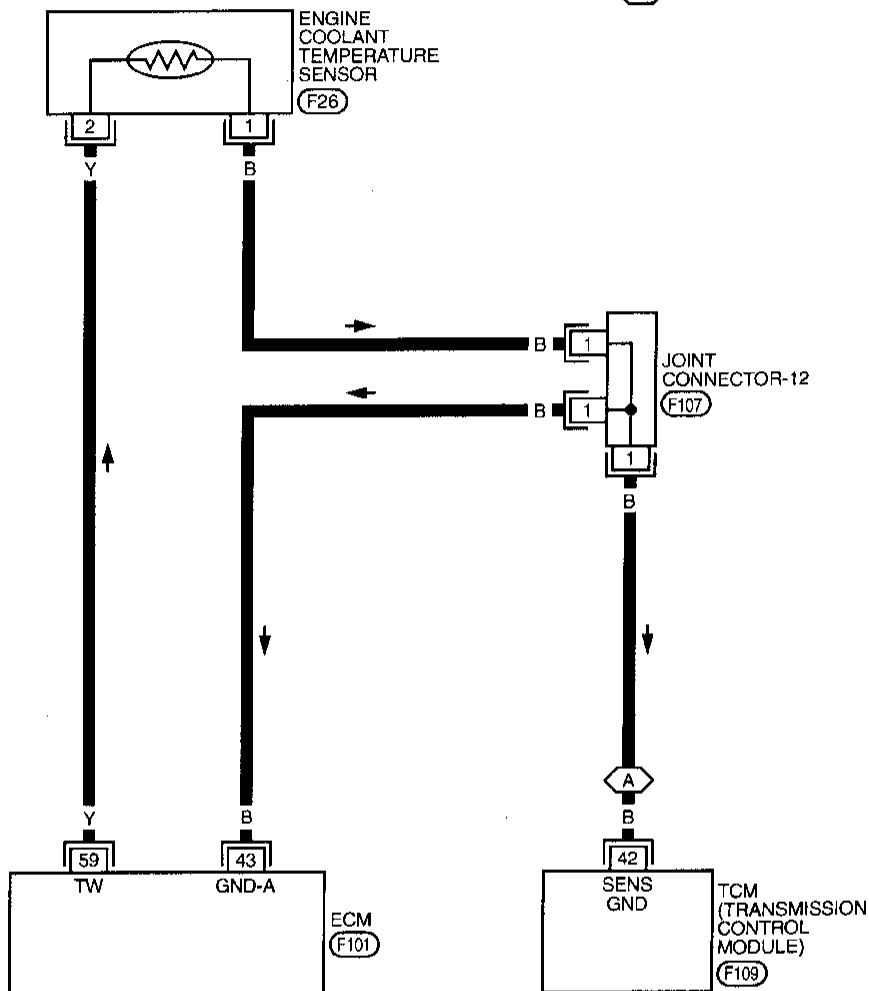 ENGINE
COOLANT
TEMPERATURE
SENSOR
F26
2
1
Y
B
B
1
JOINT
CONNECTOR-12
F107
B
1
1
B
A
Y
B
B
59
43
42
TW
GND-A
SENS
GND
ECM
F101
TCM
(TRANSMISSION
CONTROL
MODULE)
F109